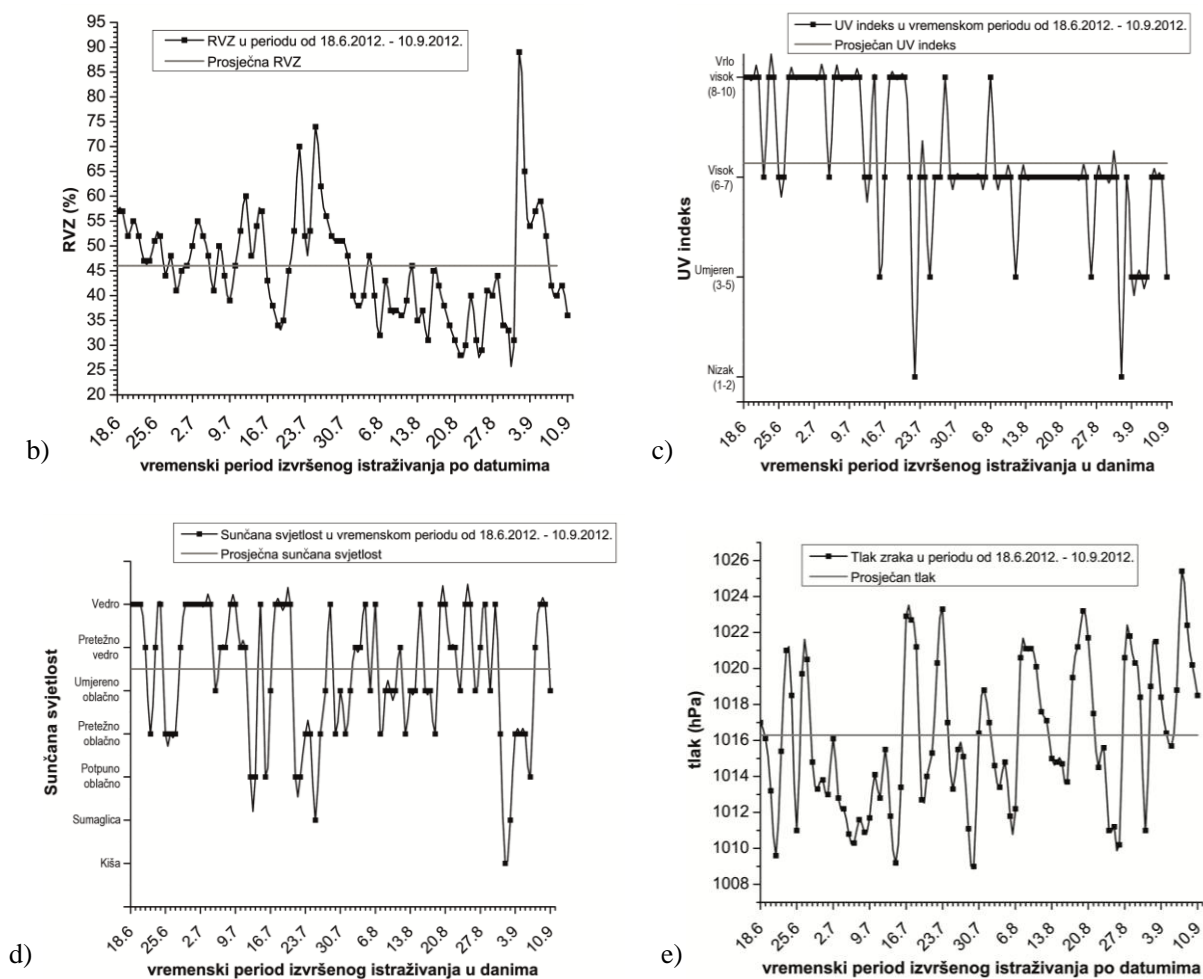 RVZ u periodu od 18.6.2012. - 10.9.2012.
Prosječna RVZ
95
90
85
80
75
70
65
60
55
50
45
40
35
30
25
20
RVZ (%)
18.6
25.6
2.7
9.7
16.7
23.7
30.7
6.8
13.8
20.8
27.8
3.9
10.9
vremenski period izvršenog istraživanja po datumima
b)
UV indeks u vremenskom periodu od 18.6.2012. - 10.9.2012.
Prosječan UV indeks
Vrlo
visok
(8-10)
Visok
(6-7)
Umjeren
(3-5)
Nizak
(1-2)
UV indeks
18.6
25.6
2.7
9.7
16.7
23.7
30.7
6.8
13.8
20.8
27.8
3.9
10.9
vremenski period izvršenog istraživanja u danima
c)
Sunčana svjetlost u vremenskom periodu od 18.6.2012. - 10.9.2012.
Prosječna sunčana svjetlost
Vedro
Pretežno
vedro
Umjereno
oblačno
Pretežno
oblačno
Potpuno
oblačno
Sumaglica
Kiša
Sunčana svjetlost
18.6
25.6
2.7
9.7
16.7
23.7
30.7
6.8
13.8
20.8
27.8
3.9
10.9
vremenski period izvršenog istraživanja u danima
d)
Tlak zraka u periodu od 18.6.2012. - 10.9.2012.
Prosječan tlak
1026
1024
1022
1020
1018
1016
1014
1012
1010
1008
tlak (hPa)
18.6
25.6
2.7
9.7
16.7
23.7
30.7
6.8
13.8
20.8
27.8
3.9
10.9
vremenski period izvršenog istraživanja po datumima
e)